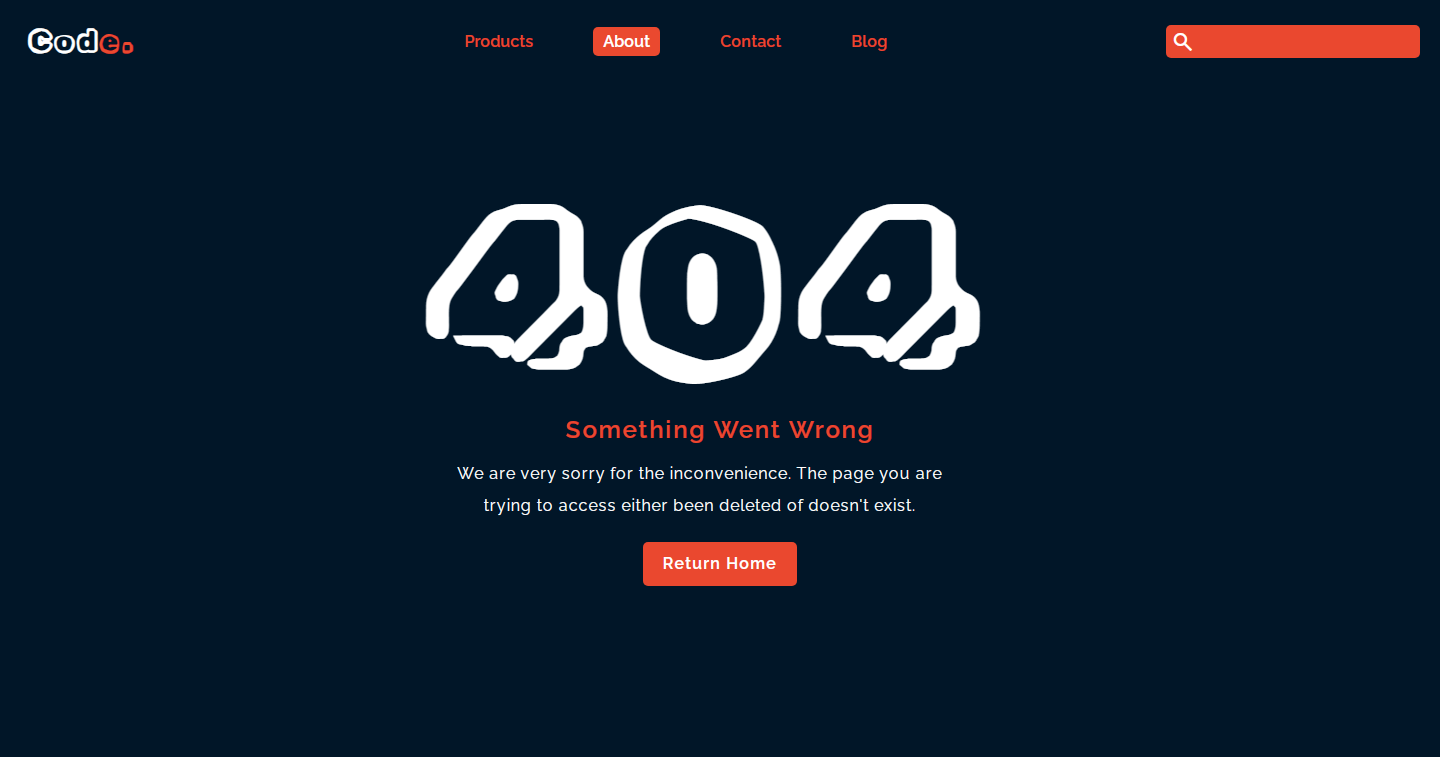 Code.
Products
About
Contact
Blog
404
Something Went Wrong
We are very sorry for the inconvenience. The page you are
trying to access either been deleted of doesn't exist.
Return Home